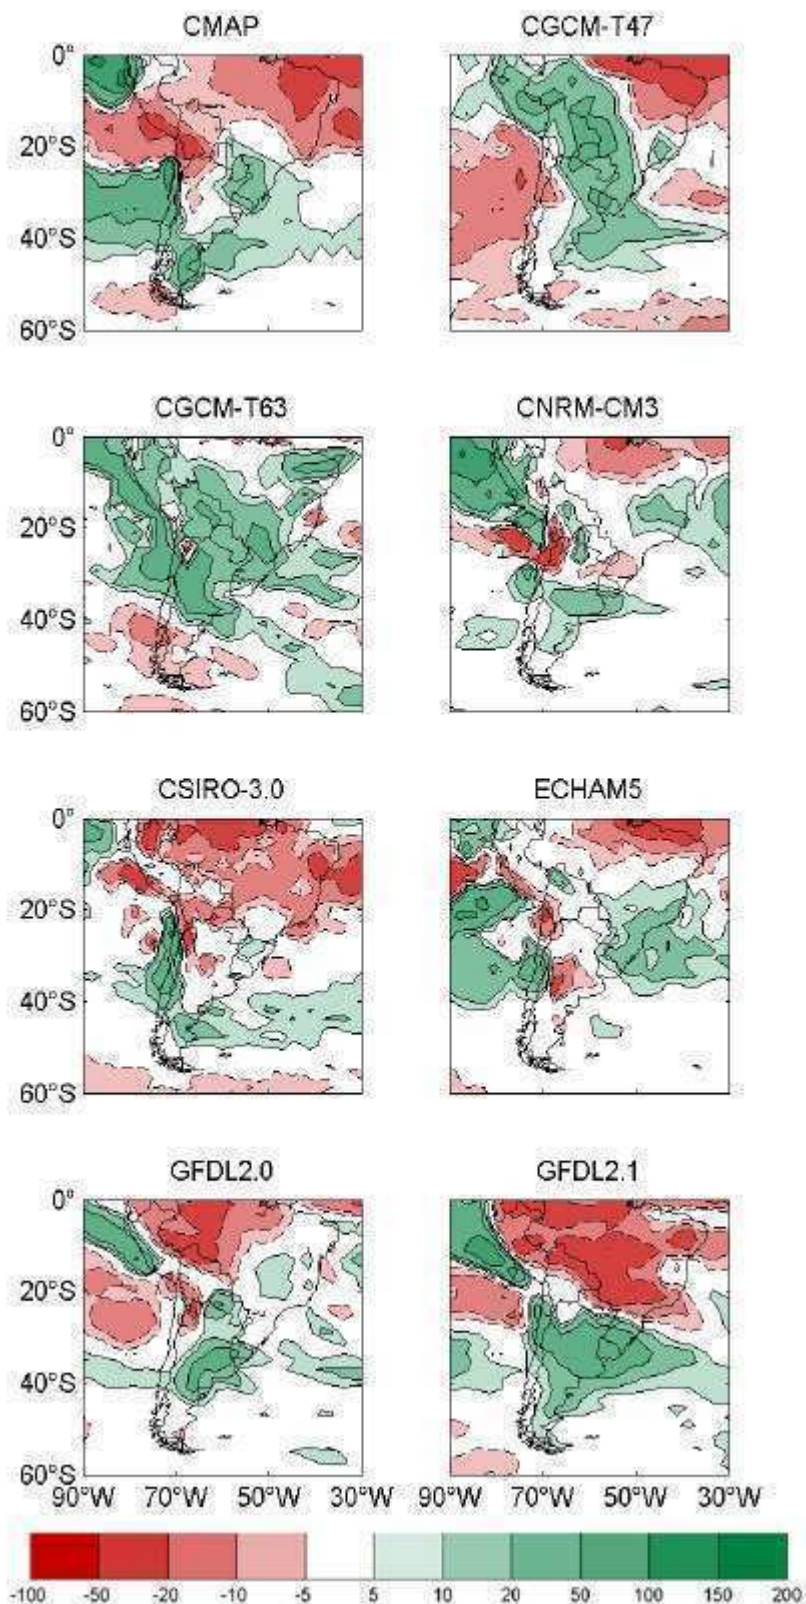 CMAP CGCM-T47
0°
20°S
40°S
60°S
CGCM-T63 CNRM-CM3
0°
20°S
40°S
60°S
CSIRO-3.0 ECHAM5
0°
20°S
40°S
60°S
GFDL2.0 GFDL2.1
0°
20°S
40°S
60°S
90°W 70°W 50°W 30°W 90°W 70°W 50°W 30°W
-100 -50 -20 -10 -5 5 10 20 50 100 150 200